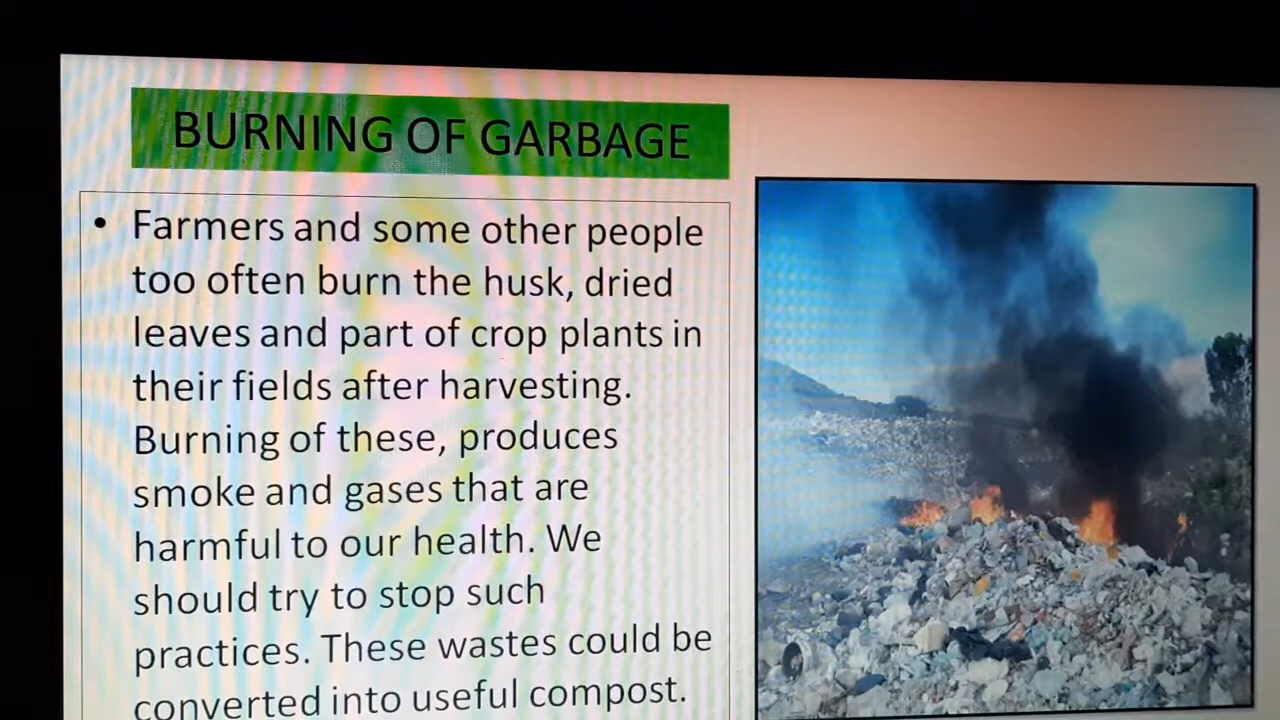 BURNING OF GARBAGE
• Farmers and some other people
too often burn the husk, dried
leaves and part of crop plants in
their fields after harvesting.
Burning of these, produces
smoke and gases that are
harmful to our health. We
should try to stop such
practices. These wastes could be
converted into useful compost.